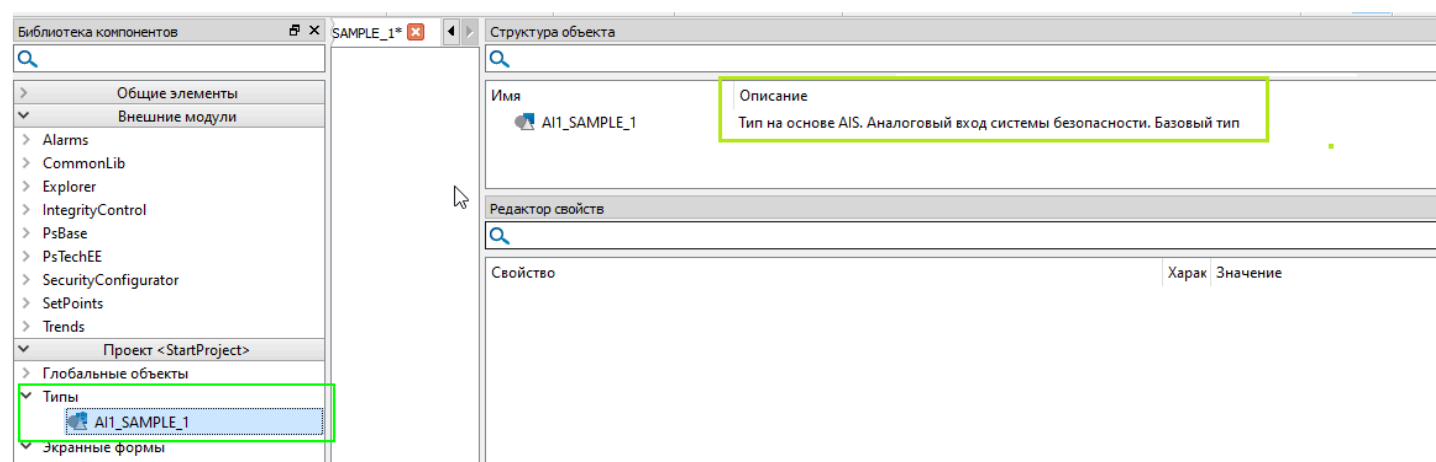 Библиотека компонентов
SAMPLE_1*
Структура объекта
Общие элементы
Внешние модули
Alarms
CommonLib
Explorer
IntegrityControl
PsBase
PsTechEE
SecurityConfigurator
SetPoints
Trends
Проект <StartProject>
Глобальные объекты
Типы
AI1_SAMPLE_1
Экранные формы
Имя Описание
AI1_SAMPLE_1 Тип на основе AIS. Аналоговый вход системы безопасности. Базовый тип
Редактор свойств
Свойство Харак Значение